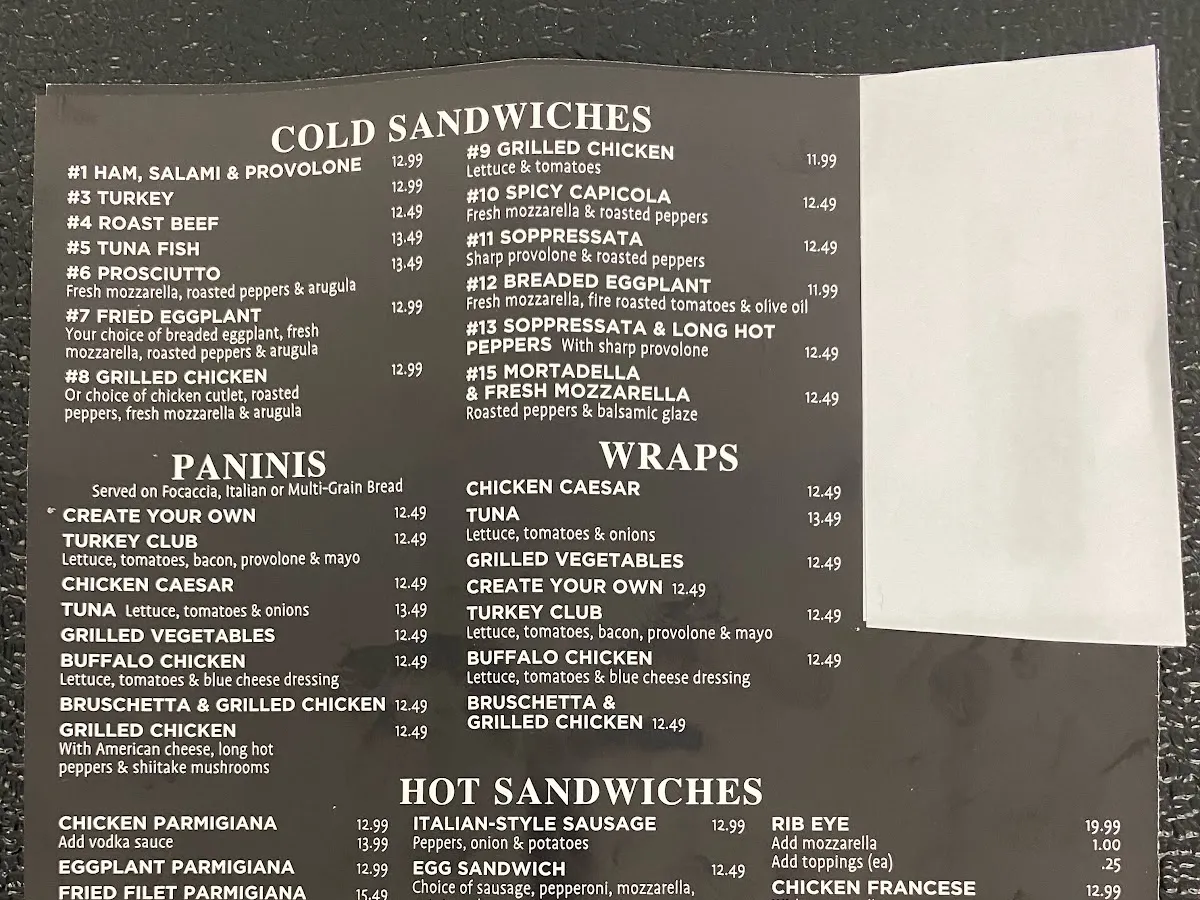 COLD SANDWICHES
#1 HAM, SALAMI & PROVOLONE 12.99
#3 TURKEY 12.99
#4 ROAST BEEF 12.49
#5 TUNA FISH 13.49
#6 PROSCIUTTO 13.49
Fresh mozzarella, roasted peppers & arugula
#7 FRIED EGGPLANT 12.99
Your choice of breaded eggplant, fresh
mozzarella, roasted peppers & arugula
#8 GRILLED CHICKEN 12.99
Or choice of chicken cutlet, roasted
peppers, fresh mozzarella & arugula
#9 GRILLED CHICKEN 11.99
Lettuce & tomatoes
#10 SPICY CAPICOLA 12.49
Fresh mozzarella & roasted peppers
#11 SOPPRESSATA 12.49
Sharp provolone & roasted peppers
#12 BREADED EGGPLANT 11.99
Fresh mozzarella, fire roasted tomatoes & olive oil
#13 SOPPRESSATA & LONG HOT
PEPPERS With sharp provolone 12.49
#15 MORTADELLA
& FRESH MOZZARELLA 12.49
Roasted peppers & balsamic glaze
PANINIS
Served on Focaccia, Italian or Multi-Grain Bread
CREATE YOUR OWN 12.49
TURKEY CLUB 12.49
Lettuce, tomatoes, bacon, provolone & mayo
CHICKEN CAESAR 12.49
TUNA Lettuce, tomatoes & onions 13.49
GRILLED VEGETABLES 12.49
BUFFALO CHICKEN 12.49
Lettuce, tomatoes & blue cheese dressing
BRUSCHETTA & GRILLED CHICKEN 12.49
GRILLED CHICKEN 12.49
With American cheese, long hot
peppers & shiitake mushrooms
WRAPS
CHICKEN CAESAR 12.49
TUNA 13.49
Lettuce, tomatoes & onions
GRILLED VEGETABLES 12.49
CREATE YOUR OWN 12.49
TURKEY CLUB 12.49
Lettuce, tomatoes, bacon, provolone & mayo
BUFFALO CHICKEN 12.49
Lettuce, tomatoes & blue cheese dressing
BRUSCHETTA &
GRILLED CHICKEN 12.49
HOT SANDWICHES
CHICKEN PARMIGIANA 12.99
Add vodka sauce 13.99
EGGPLANT PARMIGIANA 12.99
FRIED FILET PARMIGIANA 15.49
ITALIAN-STYLE SAUSAGE 12.99
Peppers, onion & potatoes
EGG SANDWICH 12.49
Choice of sausage, pepperoni, mozzarella,
RIB EYE 19.99
Add mozzarella 1.00
Add toppings (ea) .25
CHICKEN FRANCESE 12.99